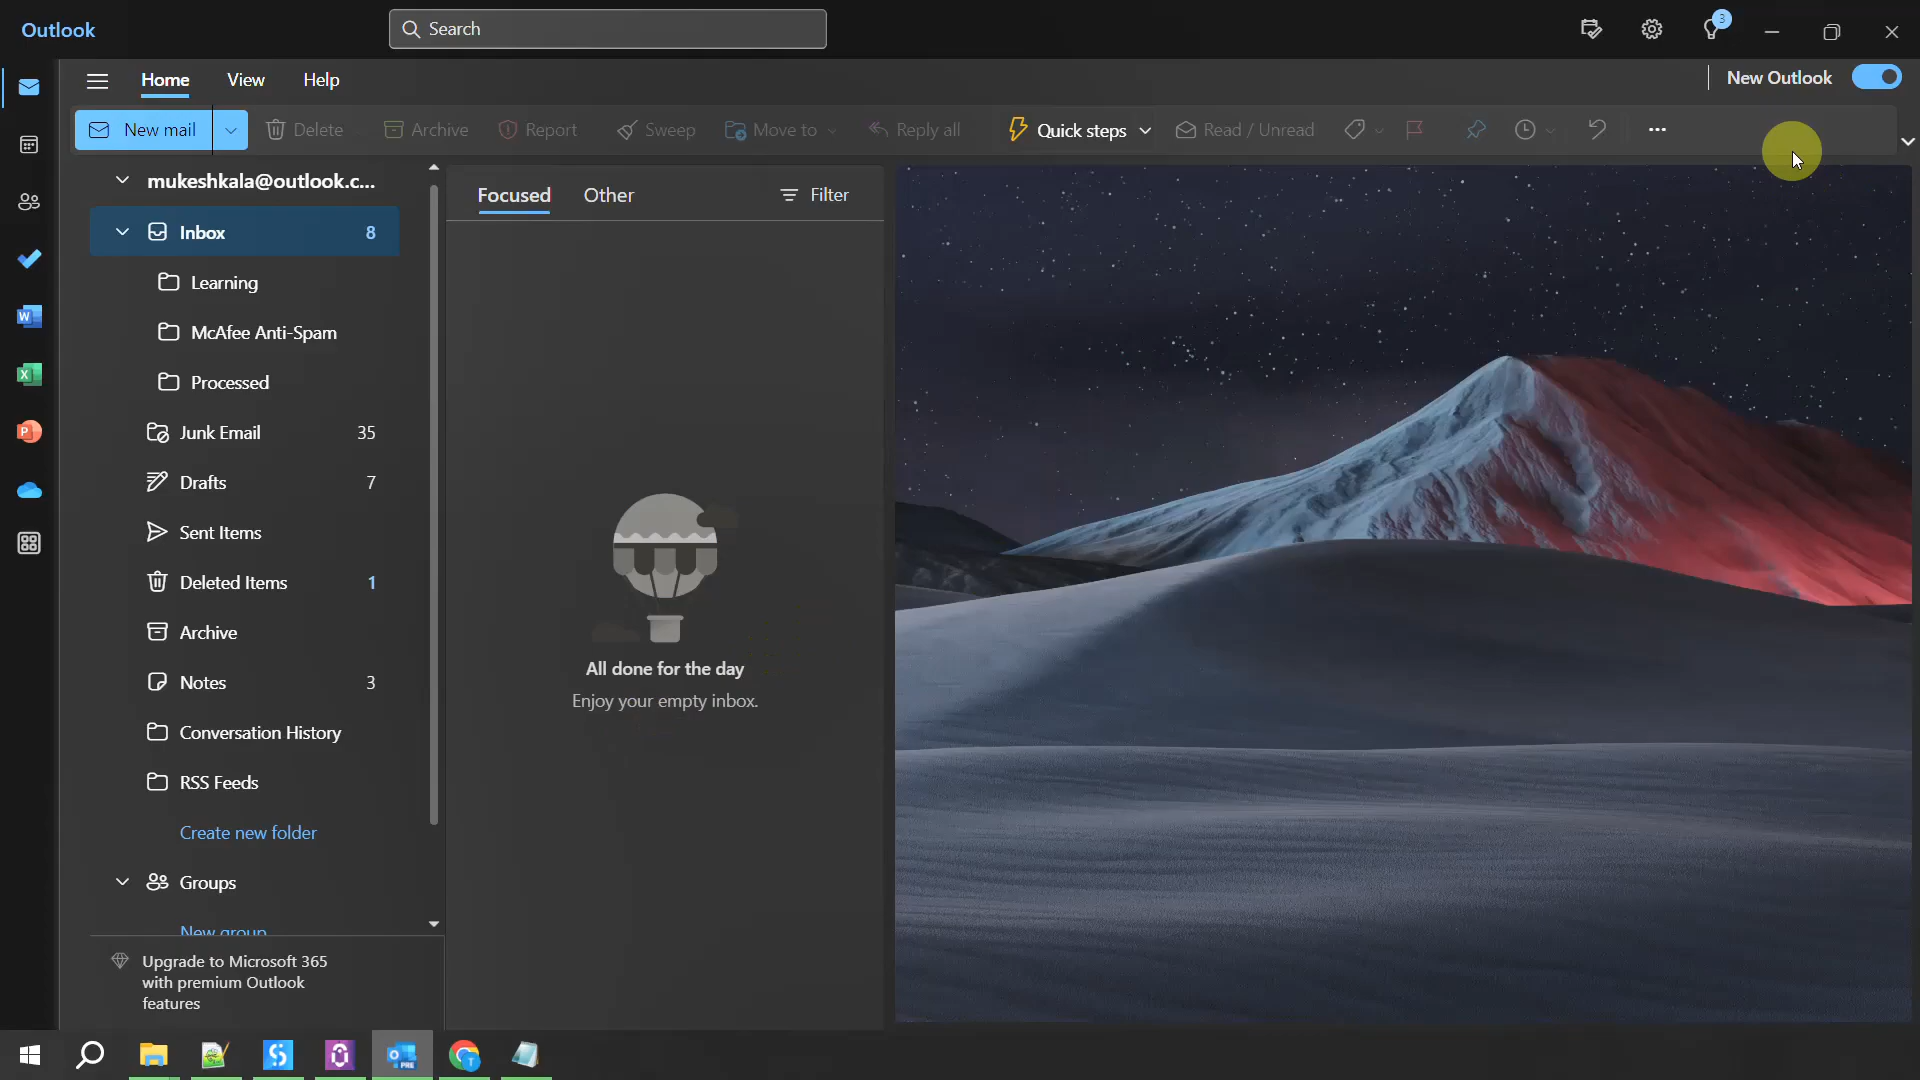 Outlook
Search
3
Home
View
Help
New Outlook
New mail
Delete
Archive
Report
Sweep
Move to
Reply all
Quick steps
Read / Unread
mukeshkala@outlook.c...
Inbox 8
Learning
McAfee Anti-Spam
Processed
Junk Email 35
Drafts 7
Sent Items
Deleted Items 1
Archive
Notes 3
Conversation History
RSS Feeds
Create new folder
Groups
New group
Upgrade to Microsoft 365
with premium Outlook
features
Focused
Other
Filter
All done for the day
Enjoy your empty inbox.